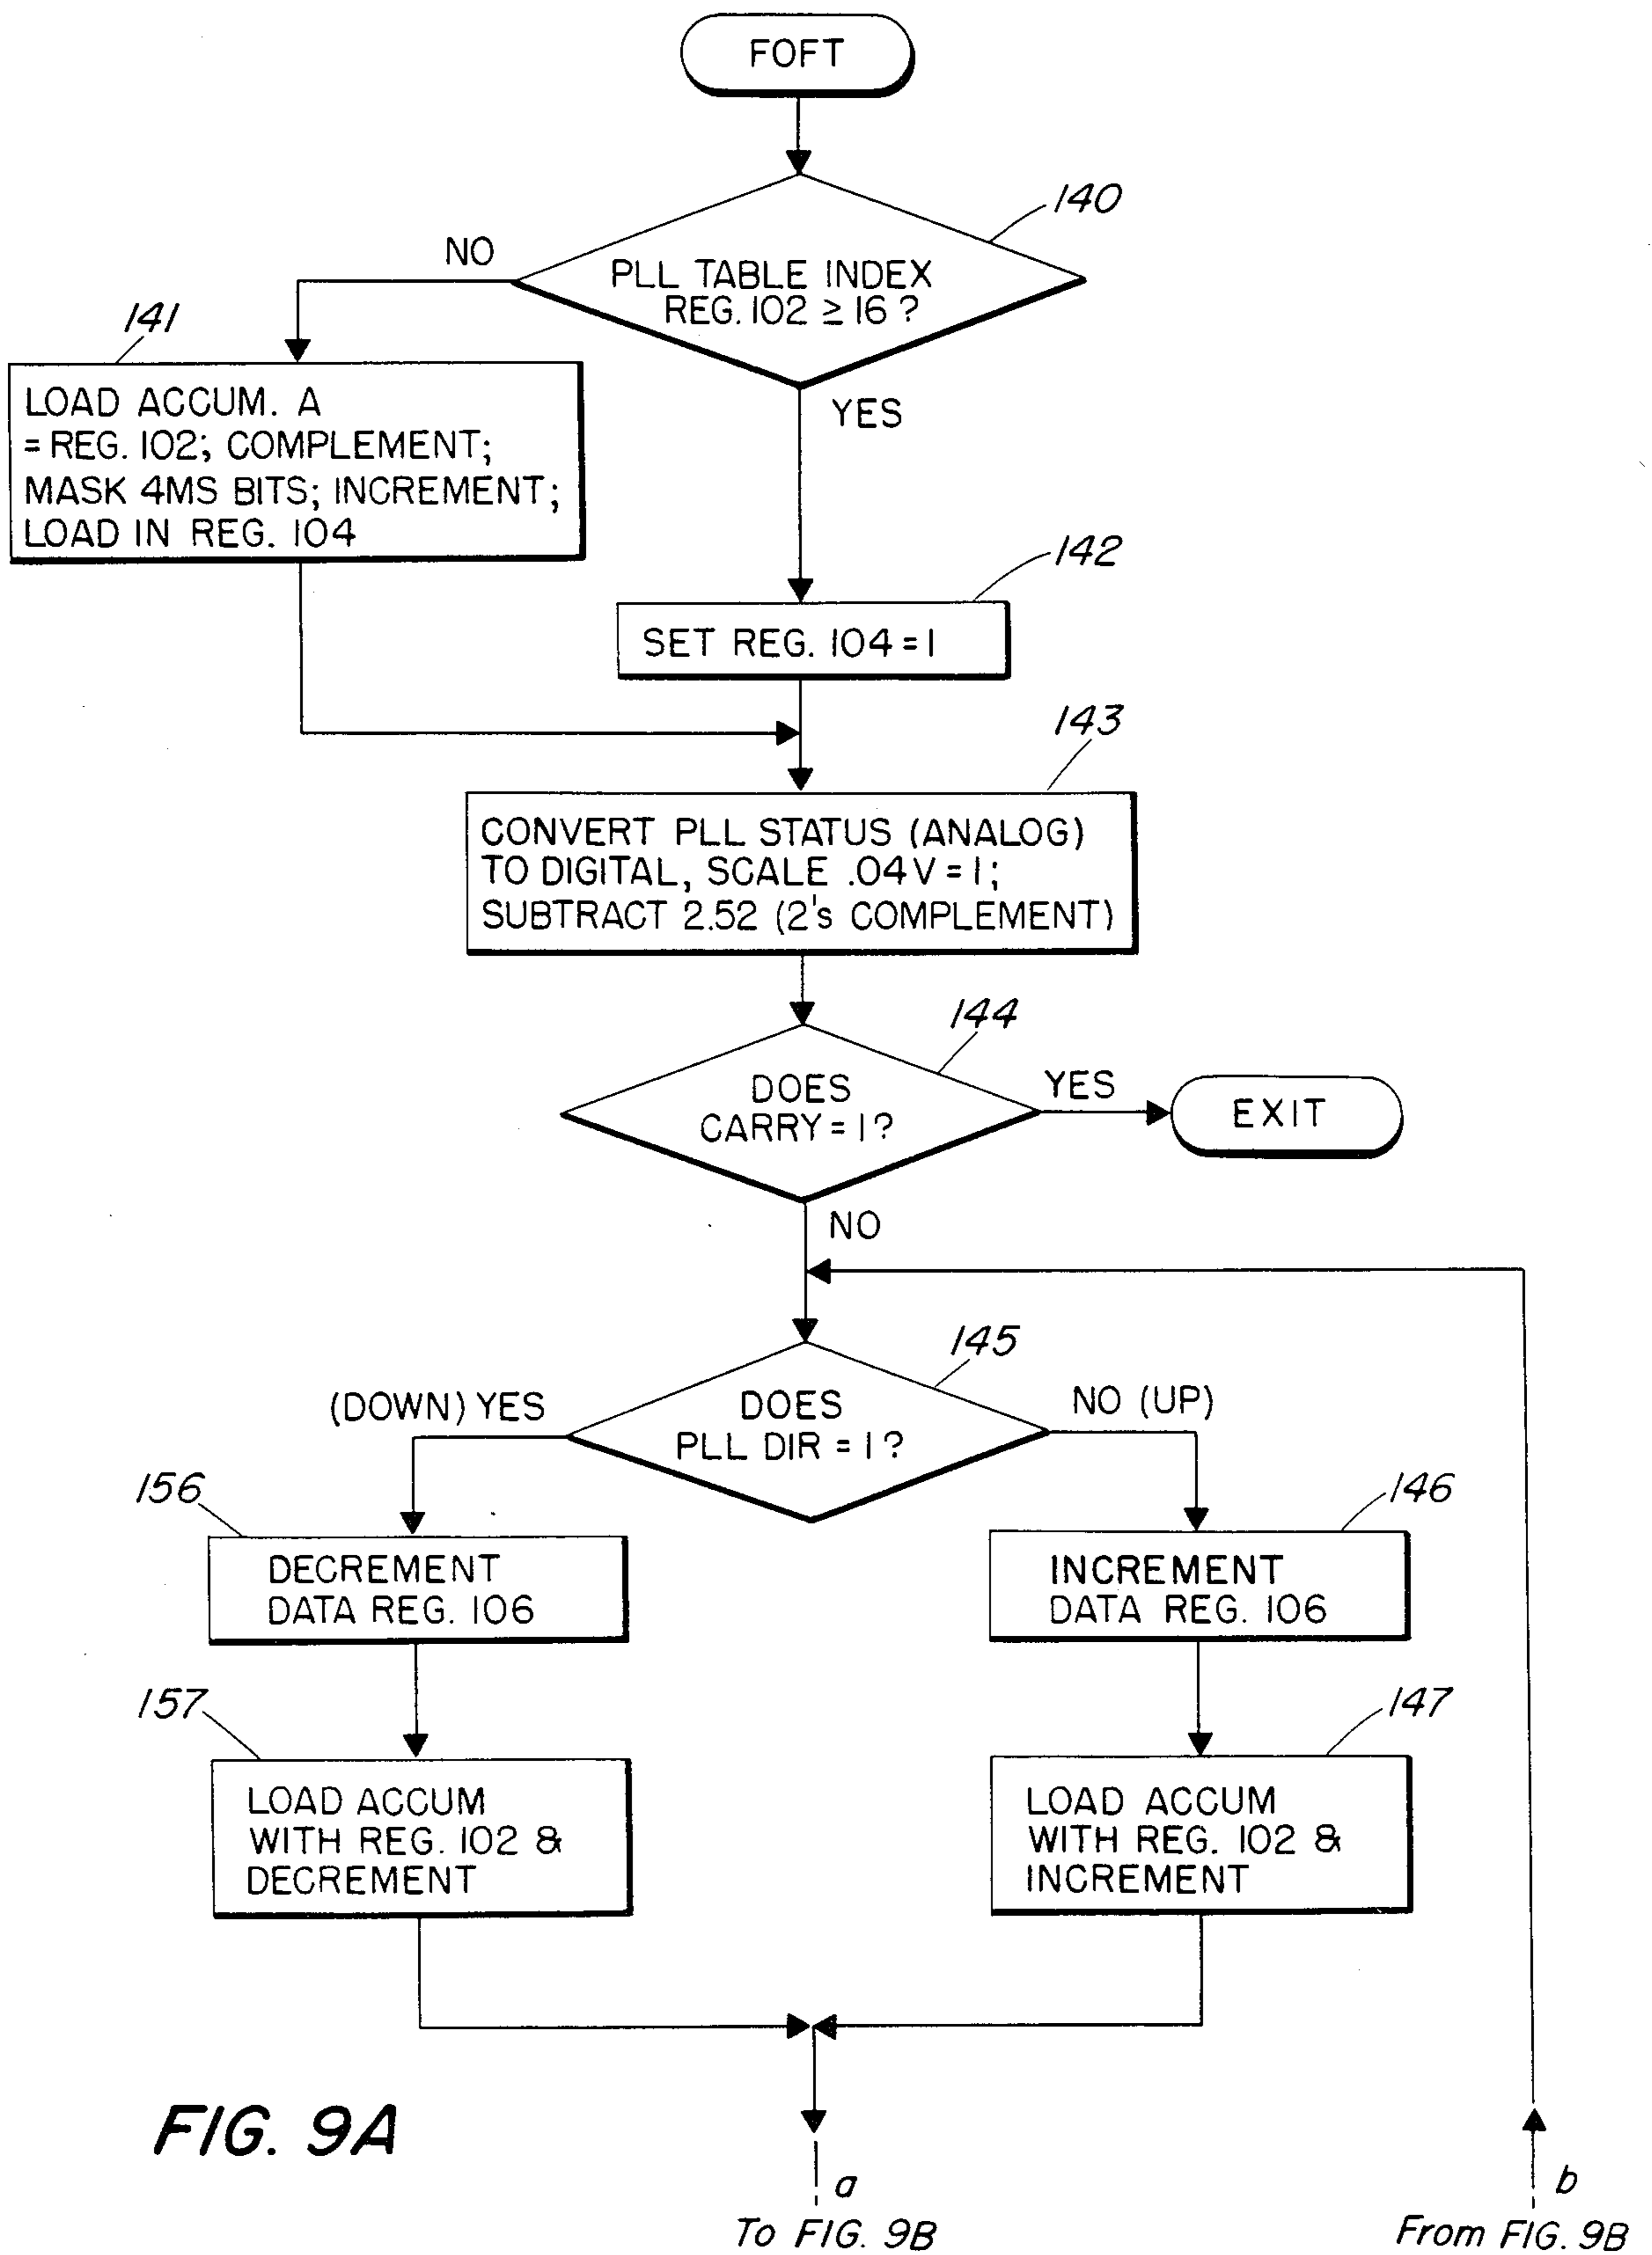 FOFT
140
NO
PLL TABLE INDEX
REG. 102 ≥ 16 ?
141
YES
LOAD ACCUM. A
= REG. 102; COMPLEMENT;
MASK 4MS BITS; INCREMENT;
LOAD IN REG. 104
142
SET REG. 104 = 1
143
CONVERT PLL STATUS (ANALOG)
TO DIGITAL, SCALE .04V = 1;
SUBTRACT 2.52 (2's COMPLEMENT)
144
DOES
CARRY = 1?
YES
EXIT
NO
145
(DOWN) YES
DOES
PLL DIR = 1?
NO (UP)
156
DECREMENT
DATA REG. 106
146
INCREMENT
DATA REG. 106
157
LOAD ACCUM
WITH REG. 102 &
DECREMENT
147
LOAD ACCUM
WITH REG. 102 &
INCREMENT
FIG. 9A
a
To FIG. 9B
b
From FIG. 9B